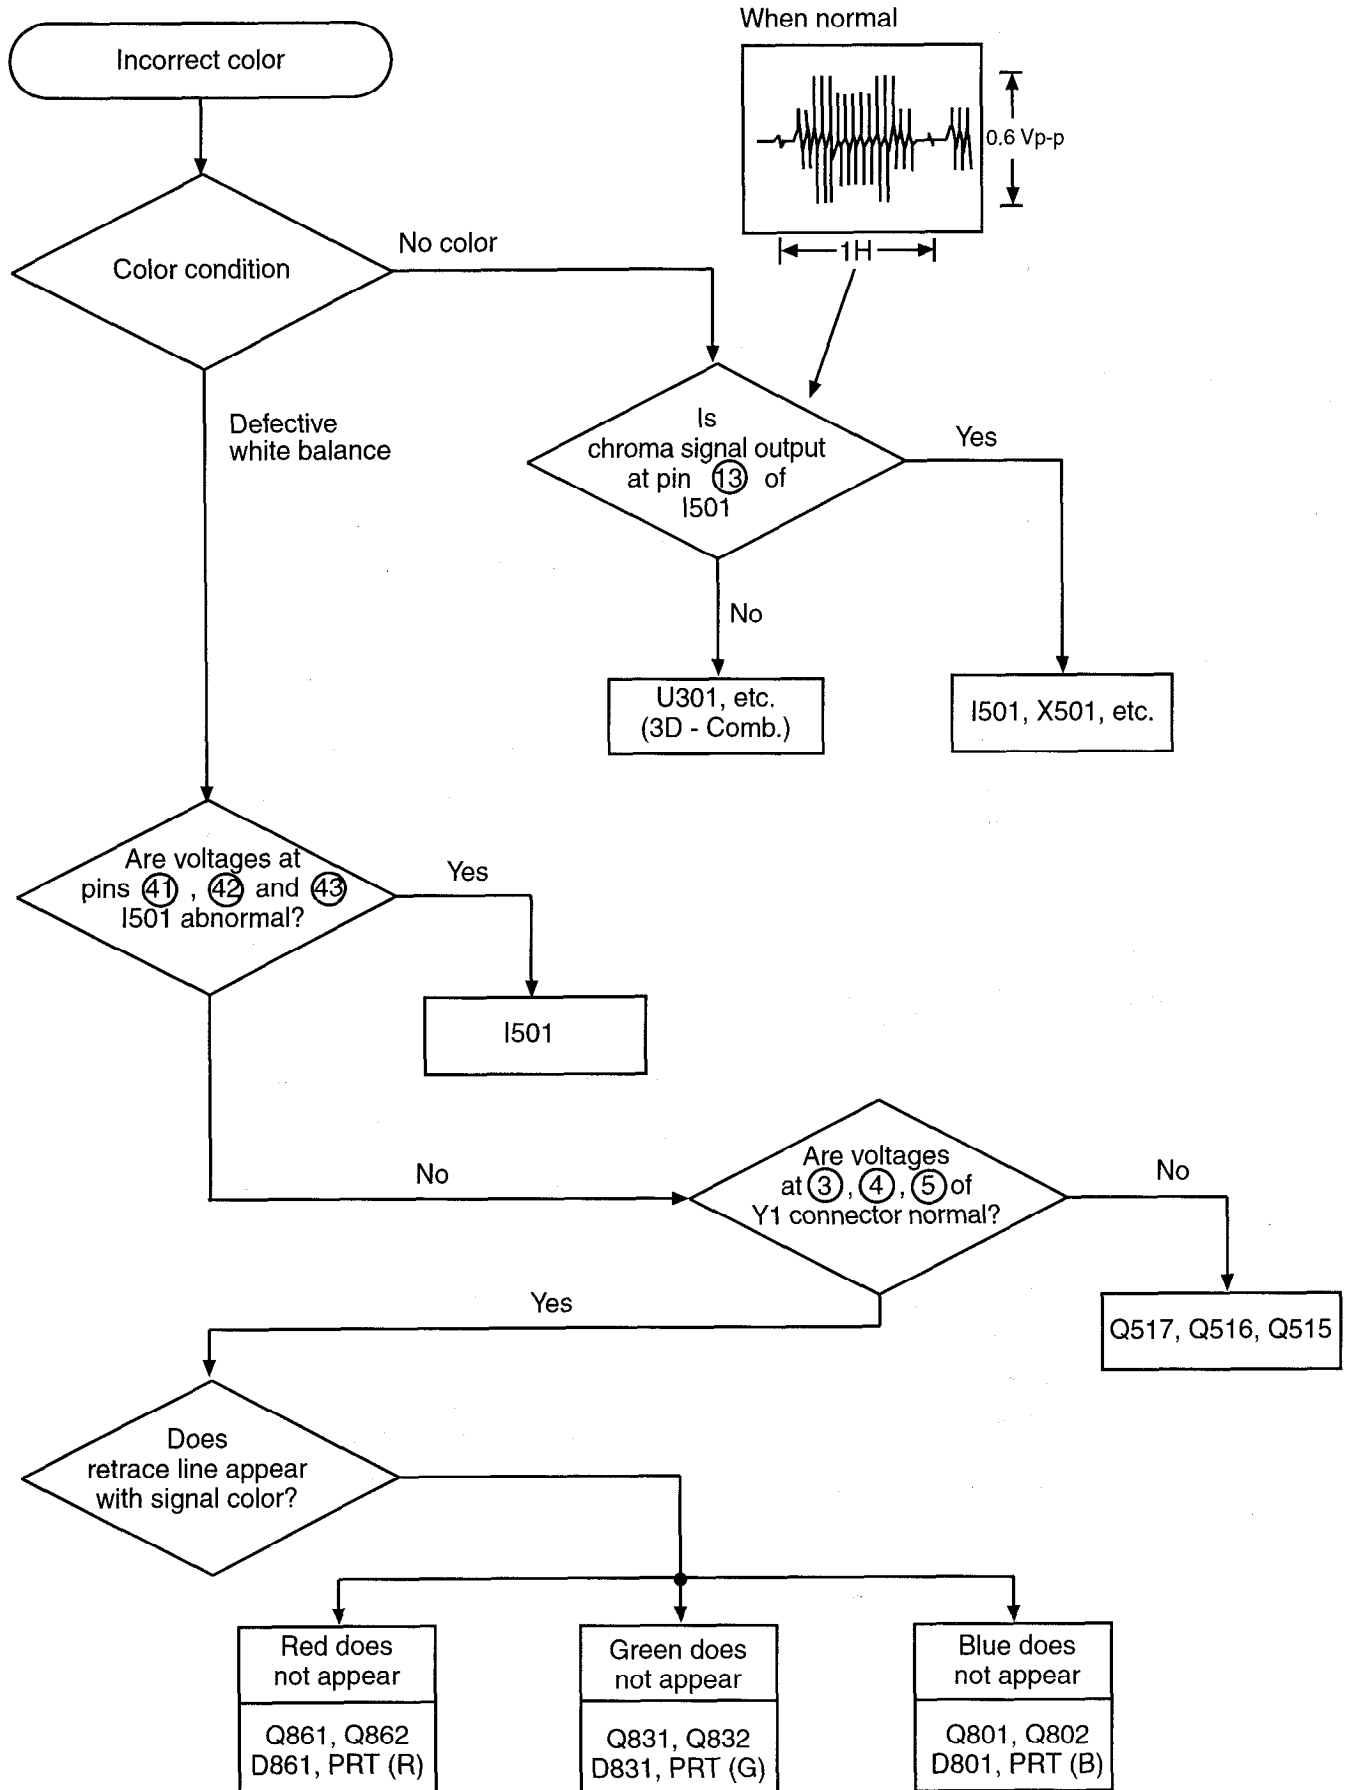 When normal
Incorrect color
0.6 Vp-p
1H
No color
Color condition
Defective
white balance
Is
chroma signal output
at pin 13 of
I501
Yes
No
U301, etc.
(3D - Comb.)
I501, X501, etc.
Are voltages at
pins 41 , 42 and 43
I501 abnormal?
Yes
I501
No
Are voltages
at 3 , 4 , 5 of
Y1 connector normal?
No
Yes
Q517, Q516, Q515
Does
retrace line appear
with signal color?
Red does
not appear
Q861, Q862
D861, PRT (R)
Green does
not appear
Q831, Q832
D831, PRT (G)
Blue does
not appear
Q801, Q802
D801, PRT (B)